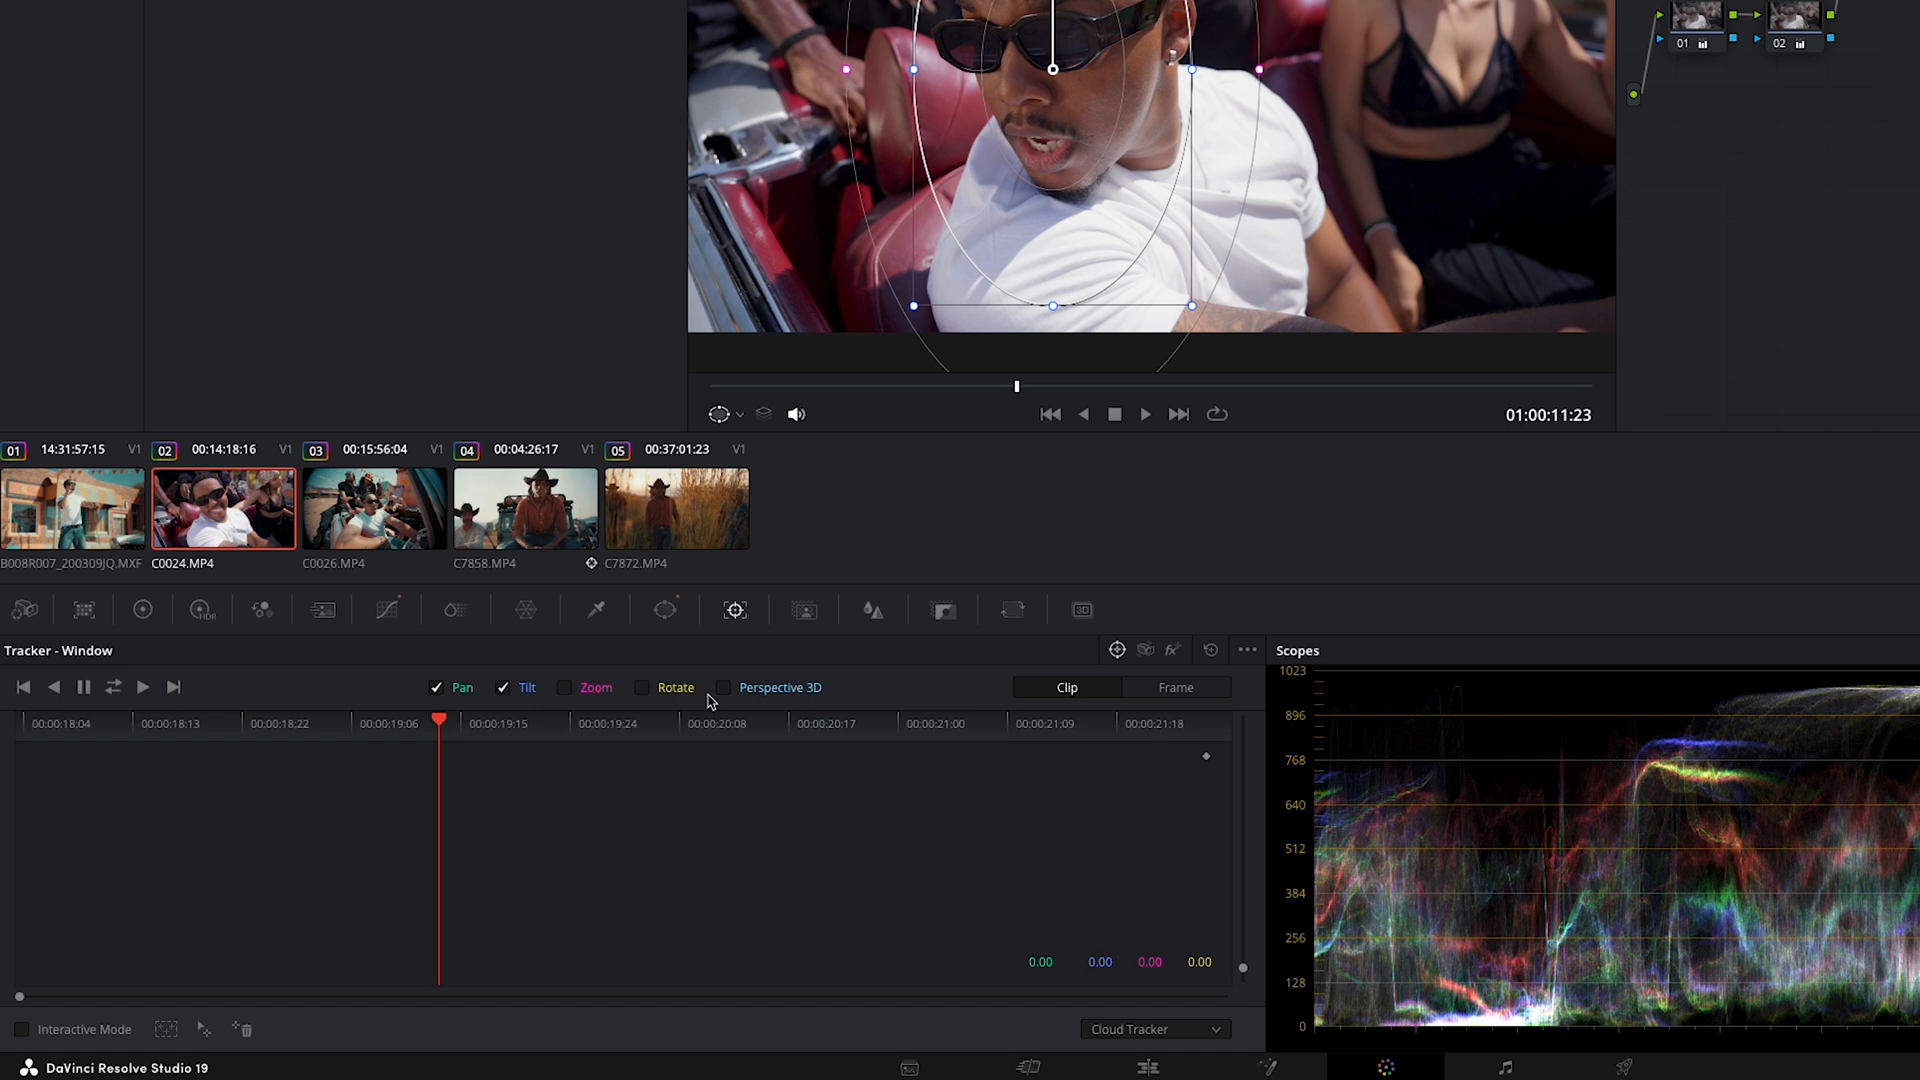 01 02
01:00:11:23
01 14:31:57:15 V1 02 00:14:18:16 V1 03 00:15:56:04 V1 04 00:04:26:17 V1 05 00:37:01:23 V1
B008R007_200309JQ.MXF C0024.MP4 C0026.MP4 C7858.MP4 C7872.MP4
HDR 3D
Tracker - Window fx Scopes
Pan Tilt Zoom Rotate Perspective 3D Clip Frame
00:00:18:04 00:00:18:13 00:00:18:22 00:00:19:06 00:00:19:15 00:00:19:24 00:00:20:08 00:00:20:17 00:00:21:00 00:00:21:09 00:00:21:18
1023
896
768
640
512
384
256
128
0
0.00 0.00 0.00 0.00
Interactive Mode Cloud Tracker
DaVinci Resolve Studio 19